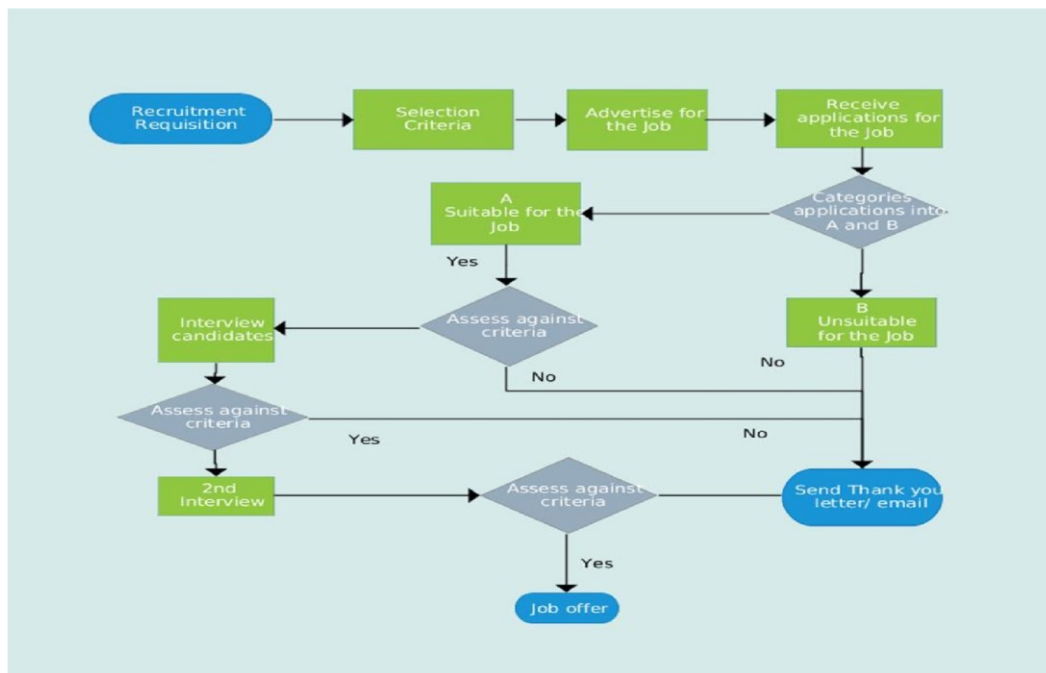 Recruitment
Requisition
Selection
Criteria
Advertise for
the Job
Receive
applications for
the Job
Categories
applications into
A and B
A
Suitable for the
Job
Yes
Assess against
criteria
B
Unsuitable
for the Job
Interview
candidates
No
No
Assess against
criteria
Yes
No
2nd
Interview
Assess against
criteria
Send Thank you
letter/ email
Yes
Job offer